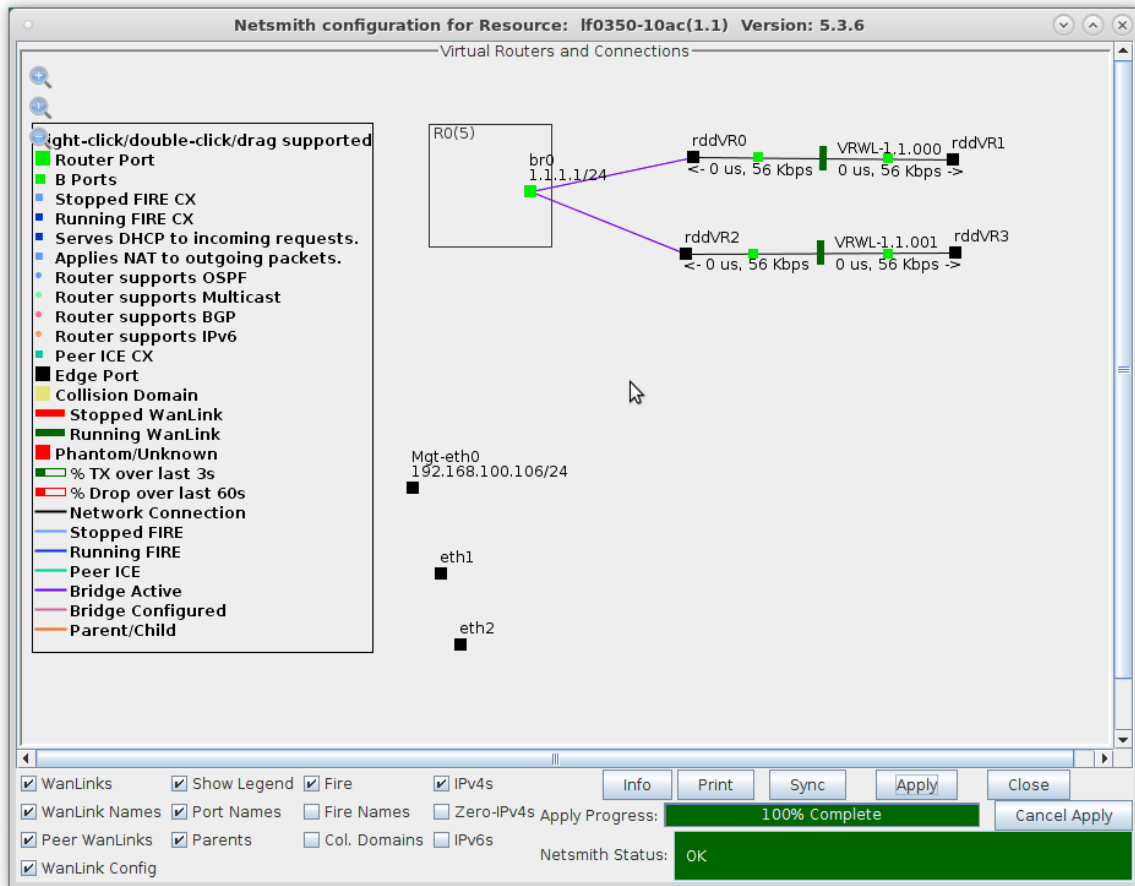 Netsmith configuration for Resource: lf0350-10ac(1.1) Version: 5.3.6
Virtual Routers and Connections
ight-click/double-click/drag supported
Router Port
B Ports
Stopped FIRE CX
Running FIRE CX
Serves DHCP to incoming requests.
Applies NAT to outgoing packets.
Router supports OSPF
Router supports Multicast
Router supports BGP
Router supports IPv6
Peer ICE CX
Edge Port
Collision Domain
Stopped WanLink
Running WanLink
Phantom/Unknown
% TX over last 3s
% Drop over last 60s
Network Connection
Stopped FIRE
Running FIRE
Peer ICE
Bridge Active
Bridge Configured
Parent/Child
R0(5)
br0
1.1.1.1/24
rddVR0
VRWL-1.1.000
rddVR1
<- 0 us, 56 Kbps
0 us, 56 Kbps ->
rddVR2
VRWL-1.1.001
rddVR3
<- 0 us, 56 Kbps
0 us, 56 Kbps ->
Mgt-eth0
192.168.100.106/24
eth1
eth2
WanLinks
Show Legend
Fire
IPv4s
Info
Print
Sync
Apply
Close
WanLink Names
Port Names
Fire Names
Zero-IPv4s
Apply Progress:
100% Complete
Cancel Apply
Peer WanLinks
Parents
Col. Domains
IPv6s
Netsmith Status:
OK
WanLink Config